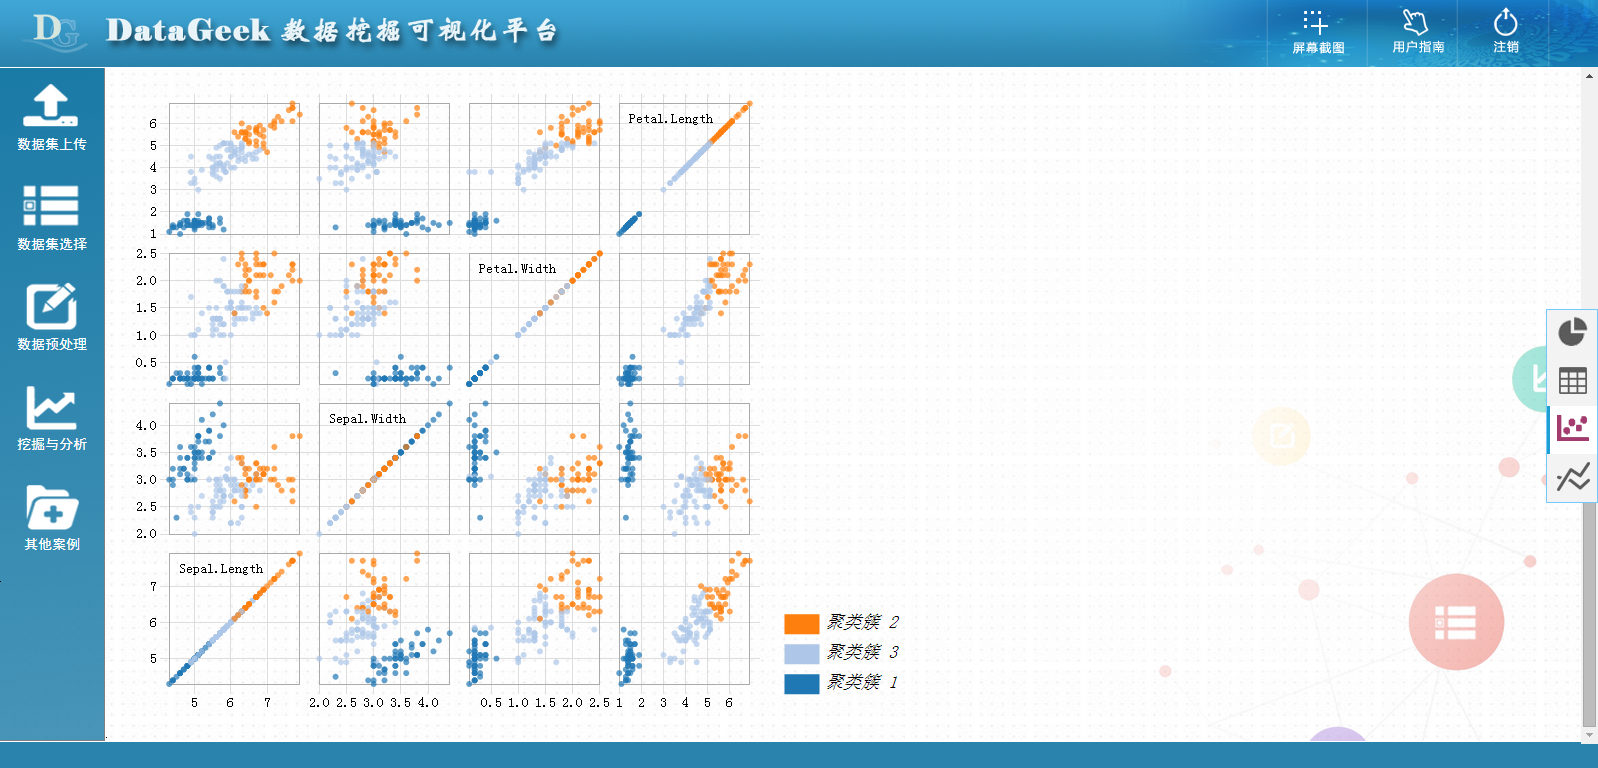 DG
DataGeek 数据挖掘可视化平台
屏幕截图
用户指南
注销
数据集上传
数据集选择
数据预处理
挖掘与分析
其他案例
Petal.Length
6
5
4
3
2
1
Petal.Width
2.5
2.0
1.5
1.0
0.5
Sepal.Width
4.0
3.5
3.0
2.5
2.0
Sepal.Length
7
6
5
5 6 7 2.0 2.5 3.0 3.5 4.0 0.5 1.0 1.5 2.0 2.5 1 2 3 4 5 6
聚类簇 2
聚类簇 3
聚类簇 1